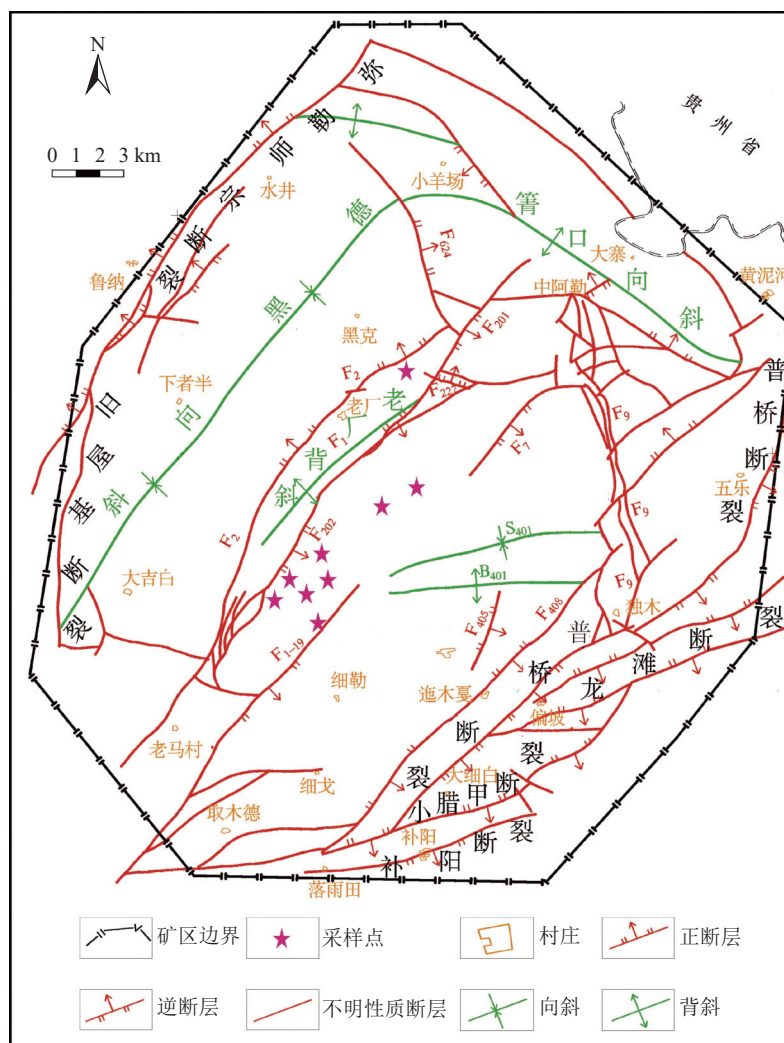 N
0 1 2 3 km
贵州省
弥勒师宗断裂
小羊场
水井
德黑向斜
箐口向斜
大寨
中阿勒
黄泥河
鲁纳
F624
黑克
F201
下者半
F2
F222
老厂
老八背斜
F1
F7
F9
普桥断裂
旧屋基断裂
五乐
F202
F2
S401
F9
大吉白
B401
F9
F405
F408
独木
F1-19
普桥断裂
龙滩断裂
细勒
迤木戛
偏坡
老马村
大细白
细戈
小腊甲断裂
取木德
补阳
补阳断裂
落雨田
矿区边界
采样点
村庄
正断层
逆断层
不明性质断层
向斜
背斜